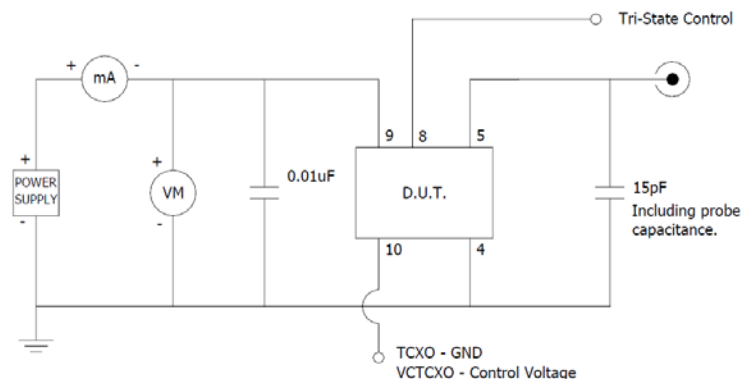 Tri-State Control
+
-
mA
9
8
5
+
POWER
SUPPLY
-
+
VM
-
0.01uF
D.U.T.
15pF
Including probe
capacitance.
10
4
TCXO - GND
VCTCXO - Control Voltage